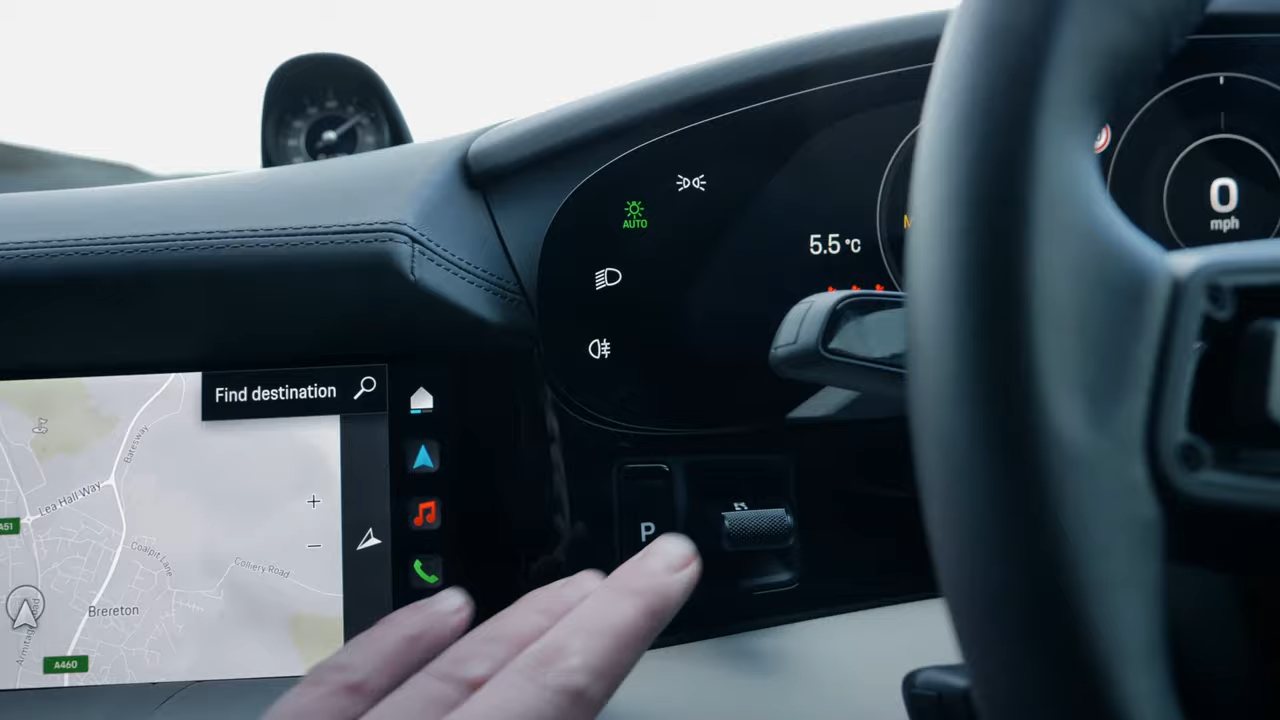 AUTO
5.5°C
0
mph
Find destination
Batesway
Lea Hall Way
A51
Coalpit Lane
Colliery Road
Brereton
A460
P